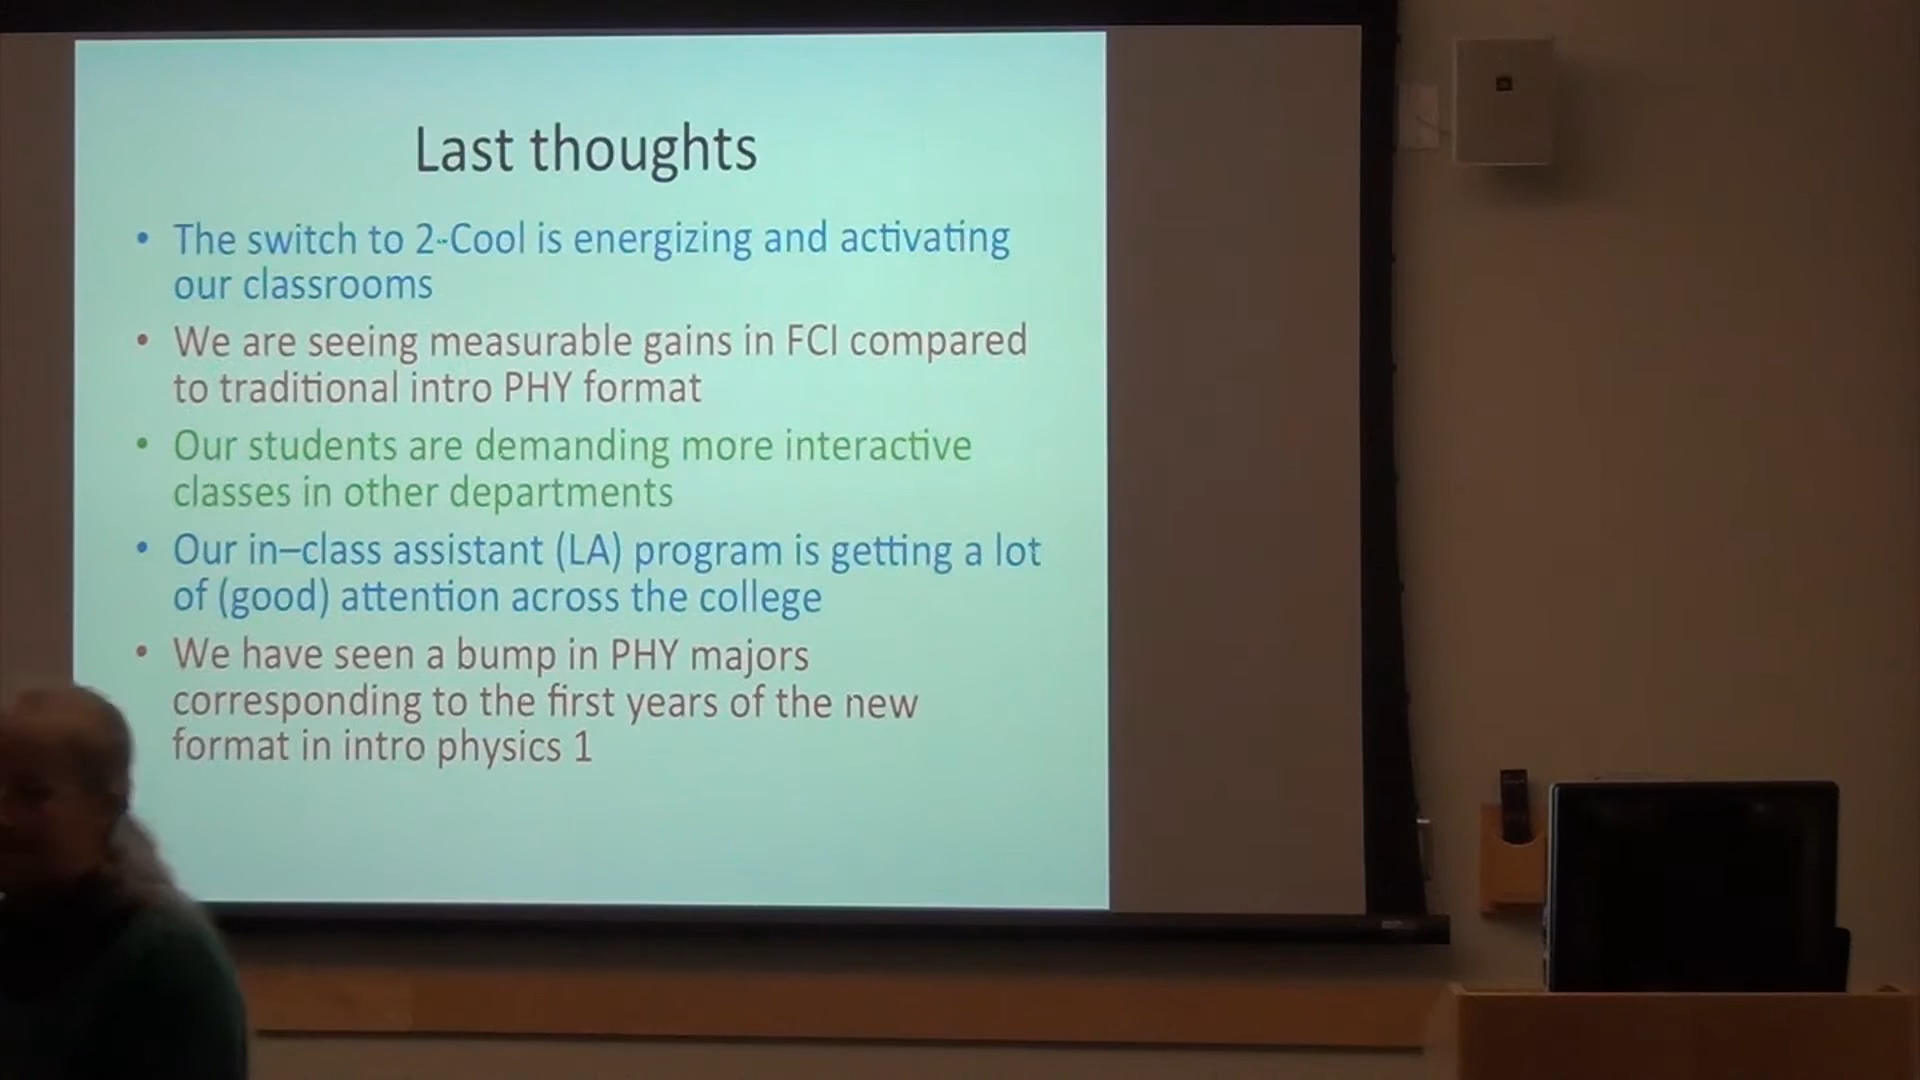 Last thoughts
• The switch to 2-Cool is energizing and activating
our classrooms
• We are seeing measurable gains in FCI compared
to traditional intro PHY format
• Our students are demanding more interactive
classes in other departments
• Our in–class assistant (LA) program is getting a lot
of (good) attention across the college
• We have seen a bump in PHY majors
corresponding to the first years of the new
format in intro physics 1